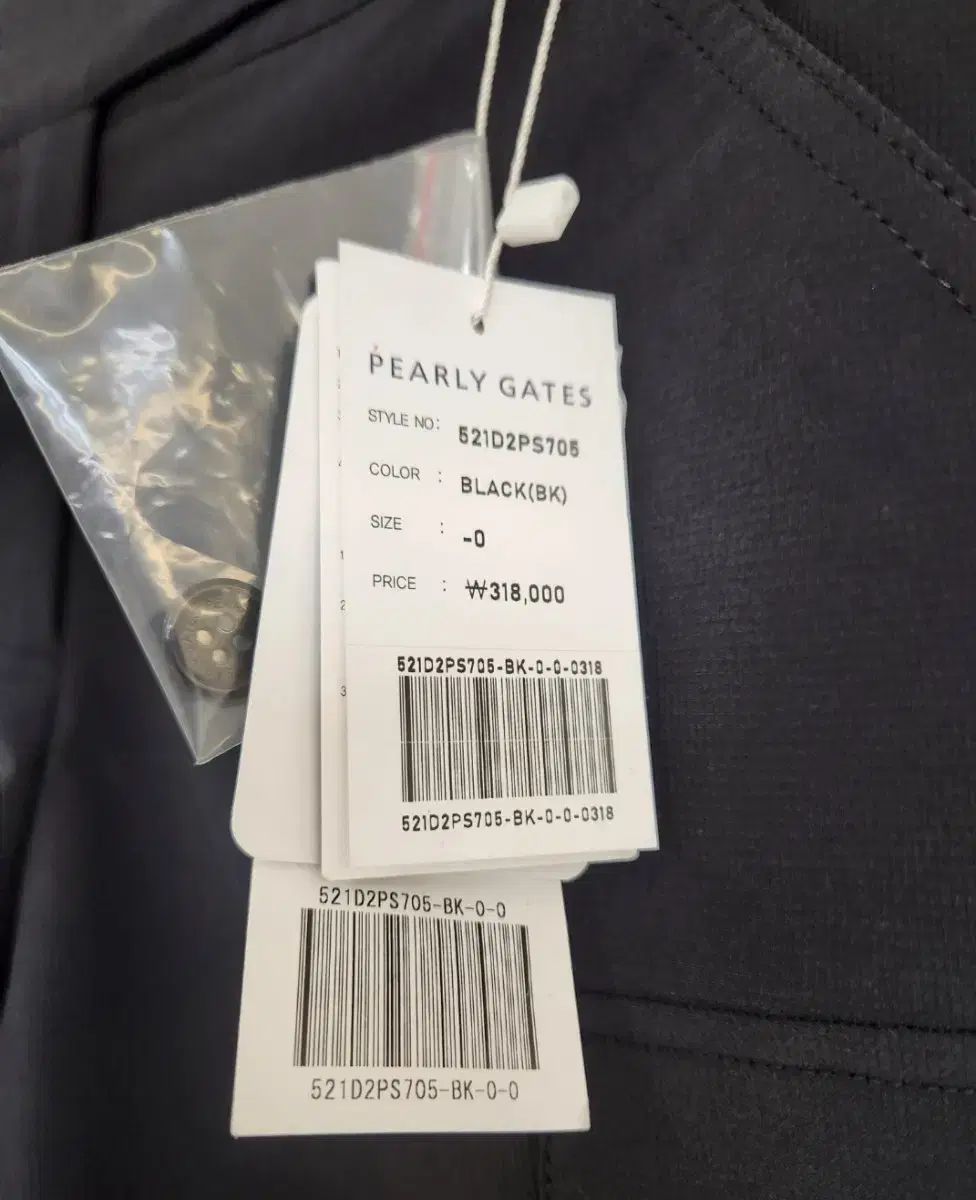 PEARLY GATES
STYLE NO: 521D2PS705
COLOR : BLACK(BK)
SIZE : -0
PRICE : ₩318,000
521D2PS705-BK-0-0-0318
521D2PS705-BK-0-0-0318
521D2PS705-BK-0-0
521D2PS705-BK-0-0